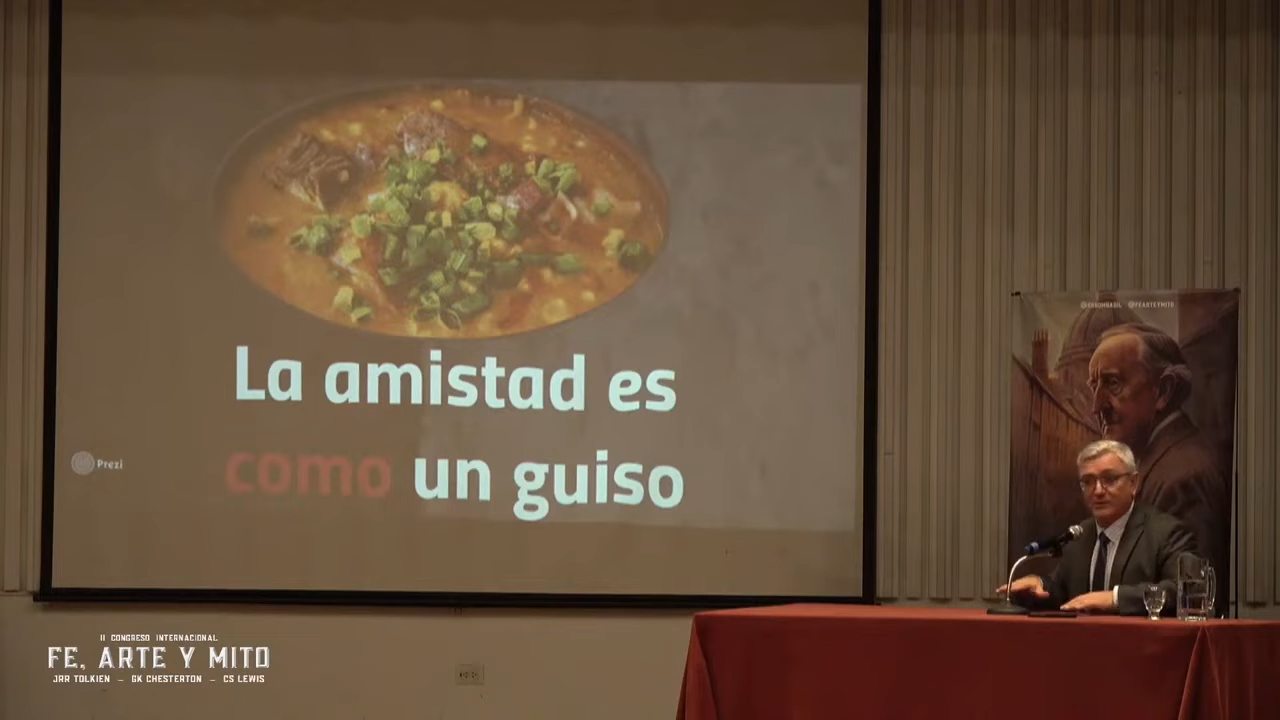 La amistad es
como un guiso
Prezi
@FEARTEYMITO
II CONGRESO INTERNACIONAL
FE, ARTE Y MITO
JRR TOLKIEN – GK CHESTERTON – CS LEWIS